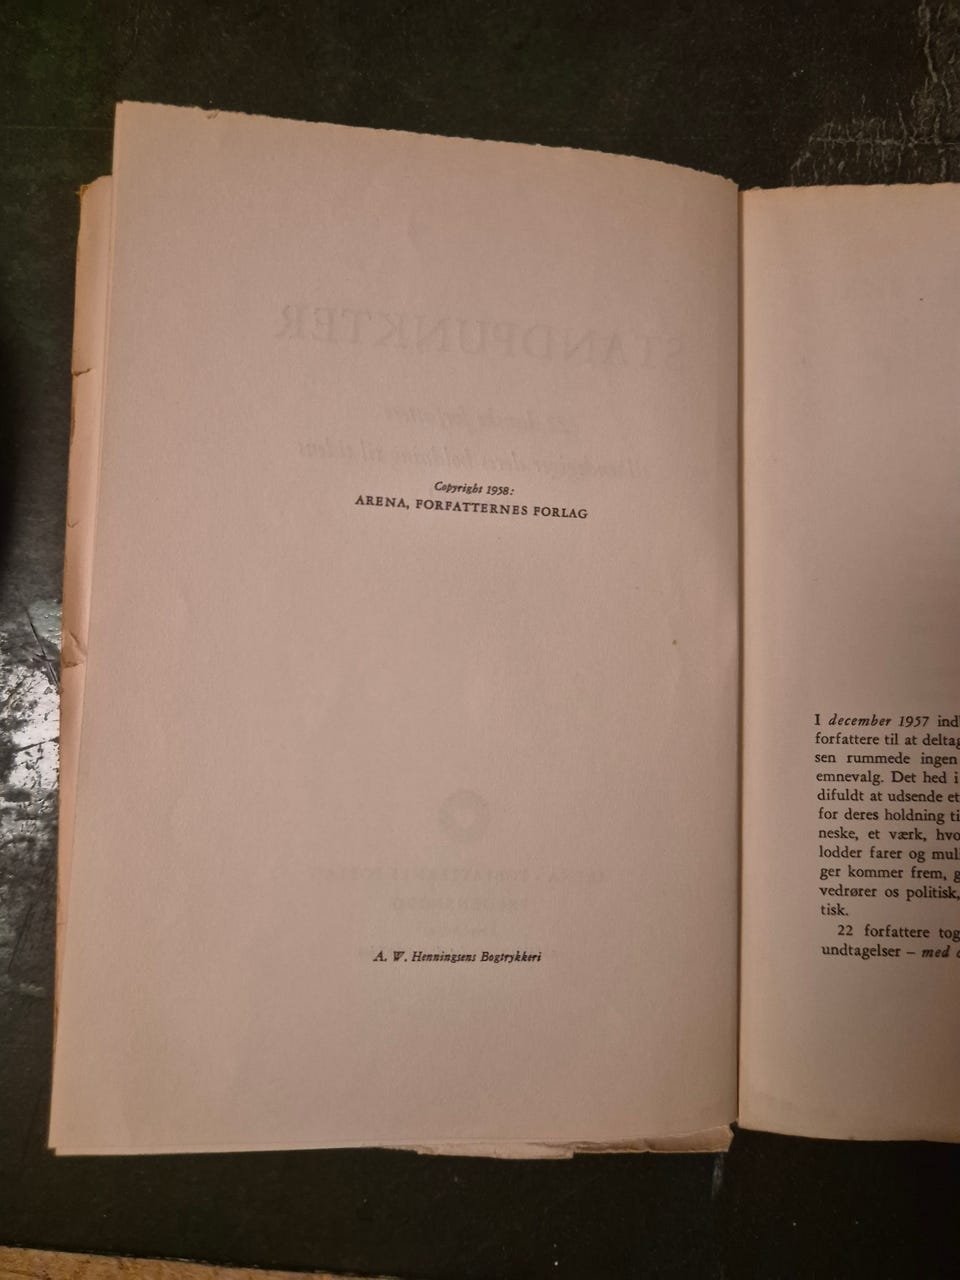 STANDPUNKTER
Copyright 1958:
ARENA, FORFATTERNES FORLAG
A. W. Henningsens Bogtrykkeri
I december 1957 ind
forfattere til at deltag
sen rummede ingen
emnevalg. Det hed i
difuldt at udsende et
for deres holdning ti
neske, et værk, hvo
lodder farer og mul
ger kommer frem, g
vedrører os politisk,
tisk.
22 forfattere tog
undtagelser – med